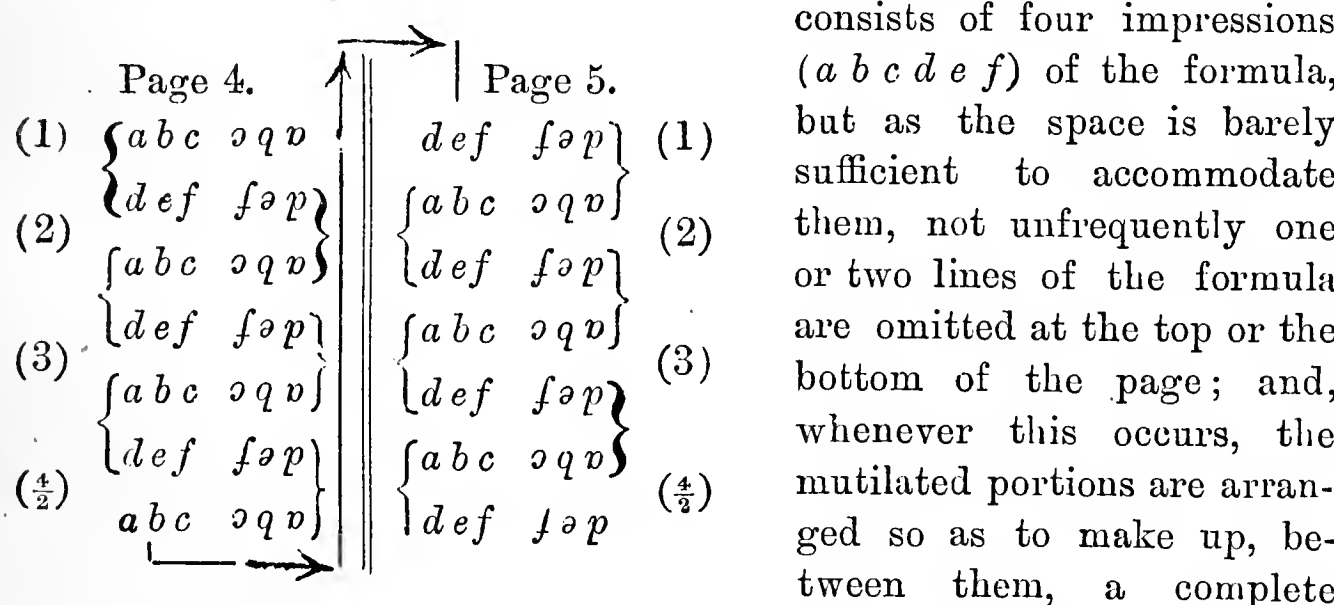 Page 4. Page 5.
(1) a b c ɔ q ɐ d e f ɟ ǝ p (1)
d e f ɟ ǝ p a b c ɔ q ɐ
(2) (2)
a b c ɔ q ɐ d e f ɟ ǝ p
d e f ɟ ǝ p a b c ɔ q ɐ
(3) (3)
a b c ɔ q ɐ d e f ɟ ǝ p
d e f ɟ ǝ p a b c ɔ q ɐ
(4/2) (4/2)
a b c ɔ q ɐ d e f ɟ ǝ p
consists of four impressions
(a b c d e f) of the formula,
but as the space is barely
sufficient to accommodate
them, not unfrequently one
or two lines of the formula
are omitted at the top or the
bottom of the page; and,
whenever this occurs, the
mutilated portions are arran-
ged so as to make up, be-
tween them, a complete